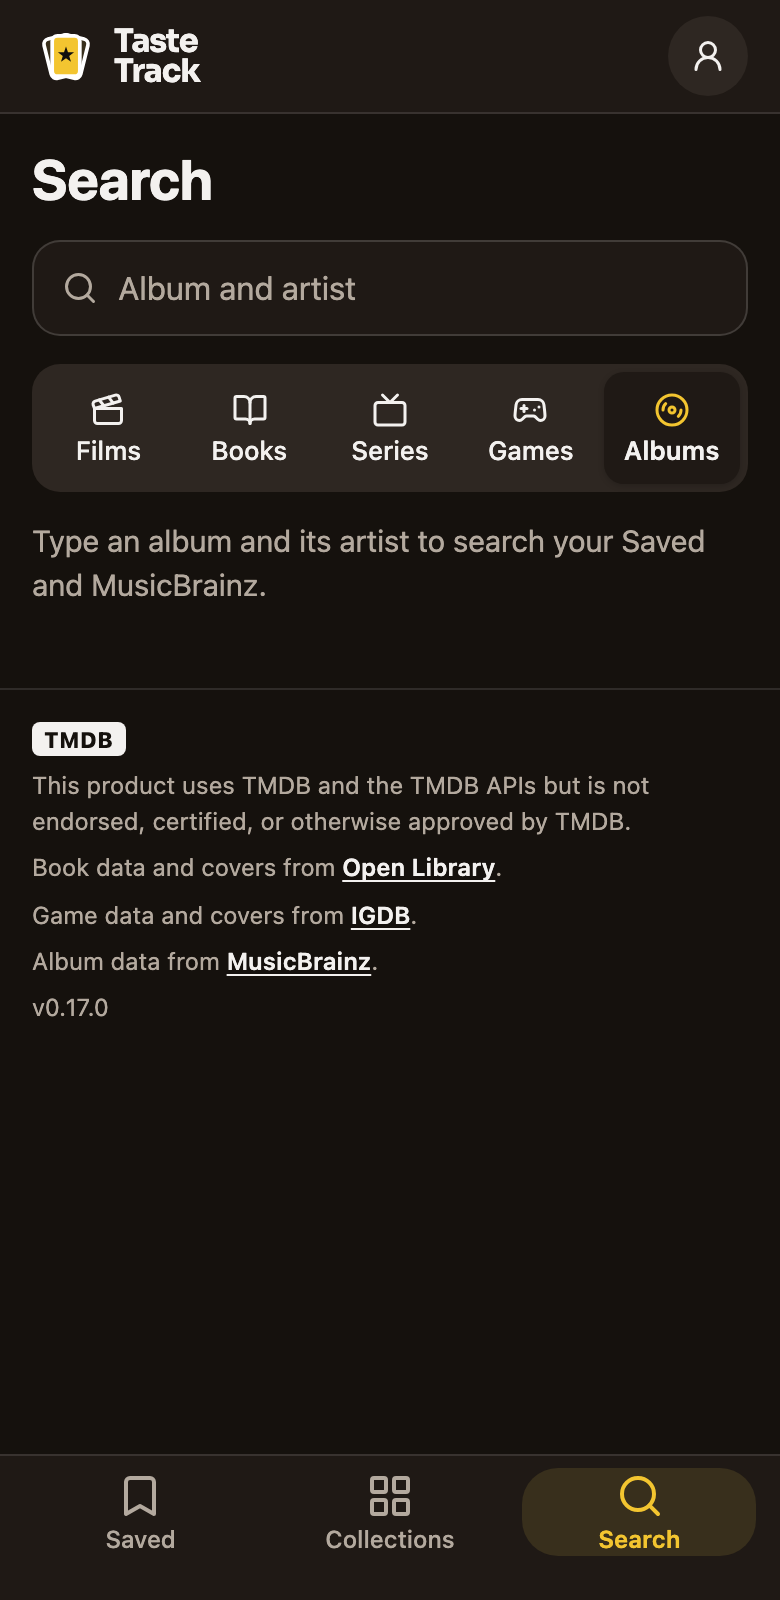 Taste
Track
Search
Album and artist
Films
Books
Series
Games
Albums
Type an album and its artist to search your Saved
and MusicBrainz.
TMDB
This product uses TMDB and the TMDB APIs but is not
endorsed, certified, or otherwise approved by TMDB.
Book data and covers from Open Library.
Game data and covers from IGDB.
Album data from MusicBrainz.
v0.17.0
Saved
Collections
Search